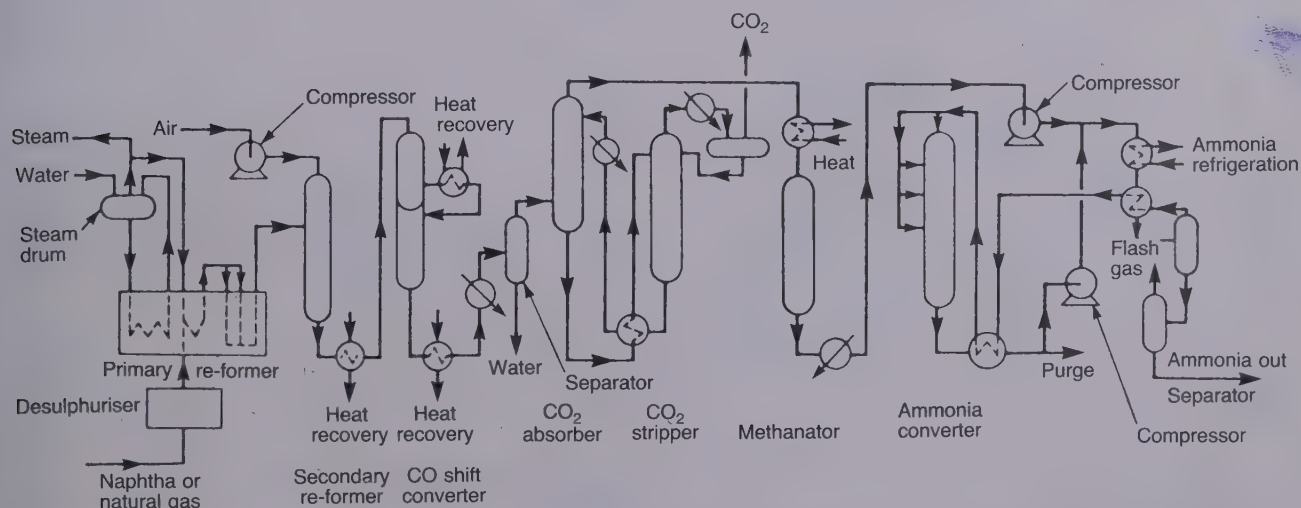 CO₂
Compressor
Steam
Air
Heat
recovery
Compressor
Water
Heat
Ammonia
refrigeration
Steam
drum
Flash
gas
Primary re-former
Water
Separator
Purge
Ammonia out
Separator
Desulphuriser
Heat
recovery
Heat
recovery
CO₂
absorber
CO₂
stripper
Methanator
Ammonia
converter
Compressor
Naphtha or
natural gas
Secondary
re-former
CO shift
converter